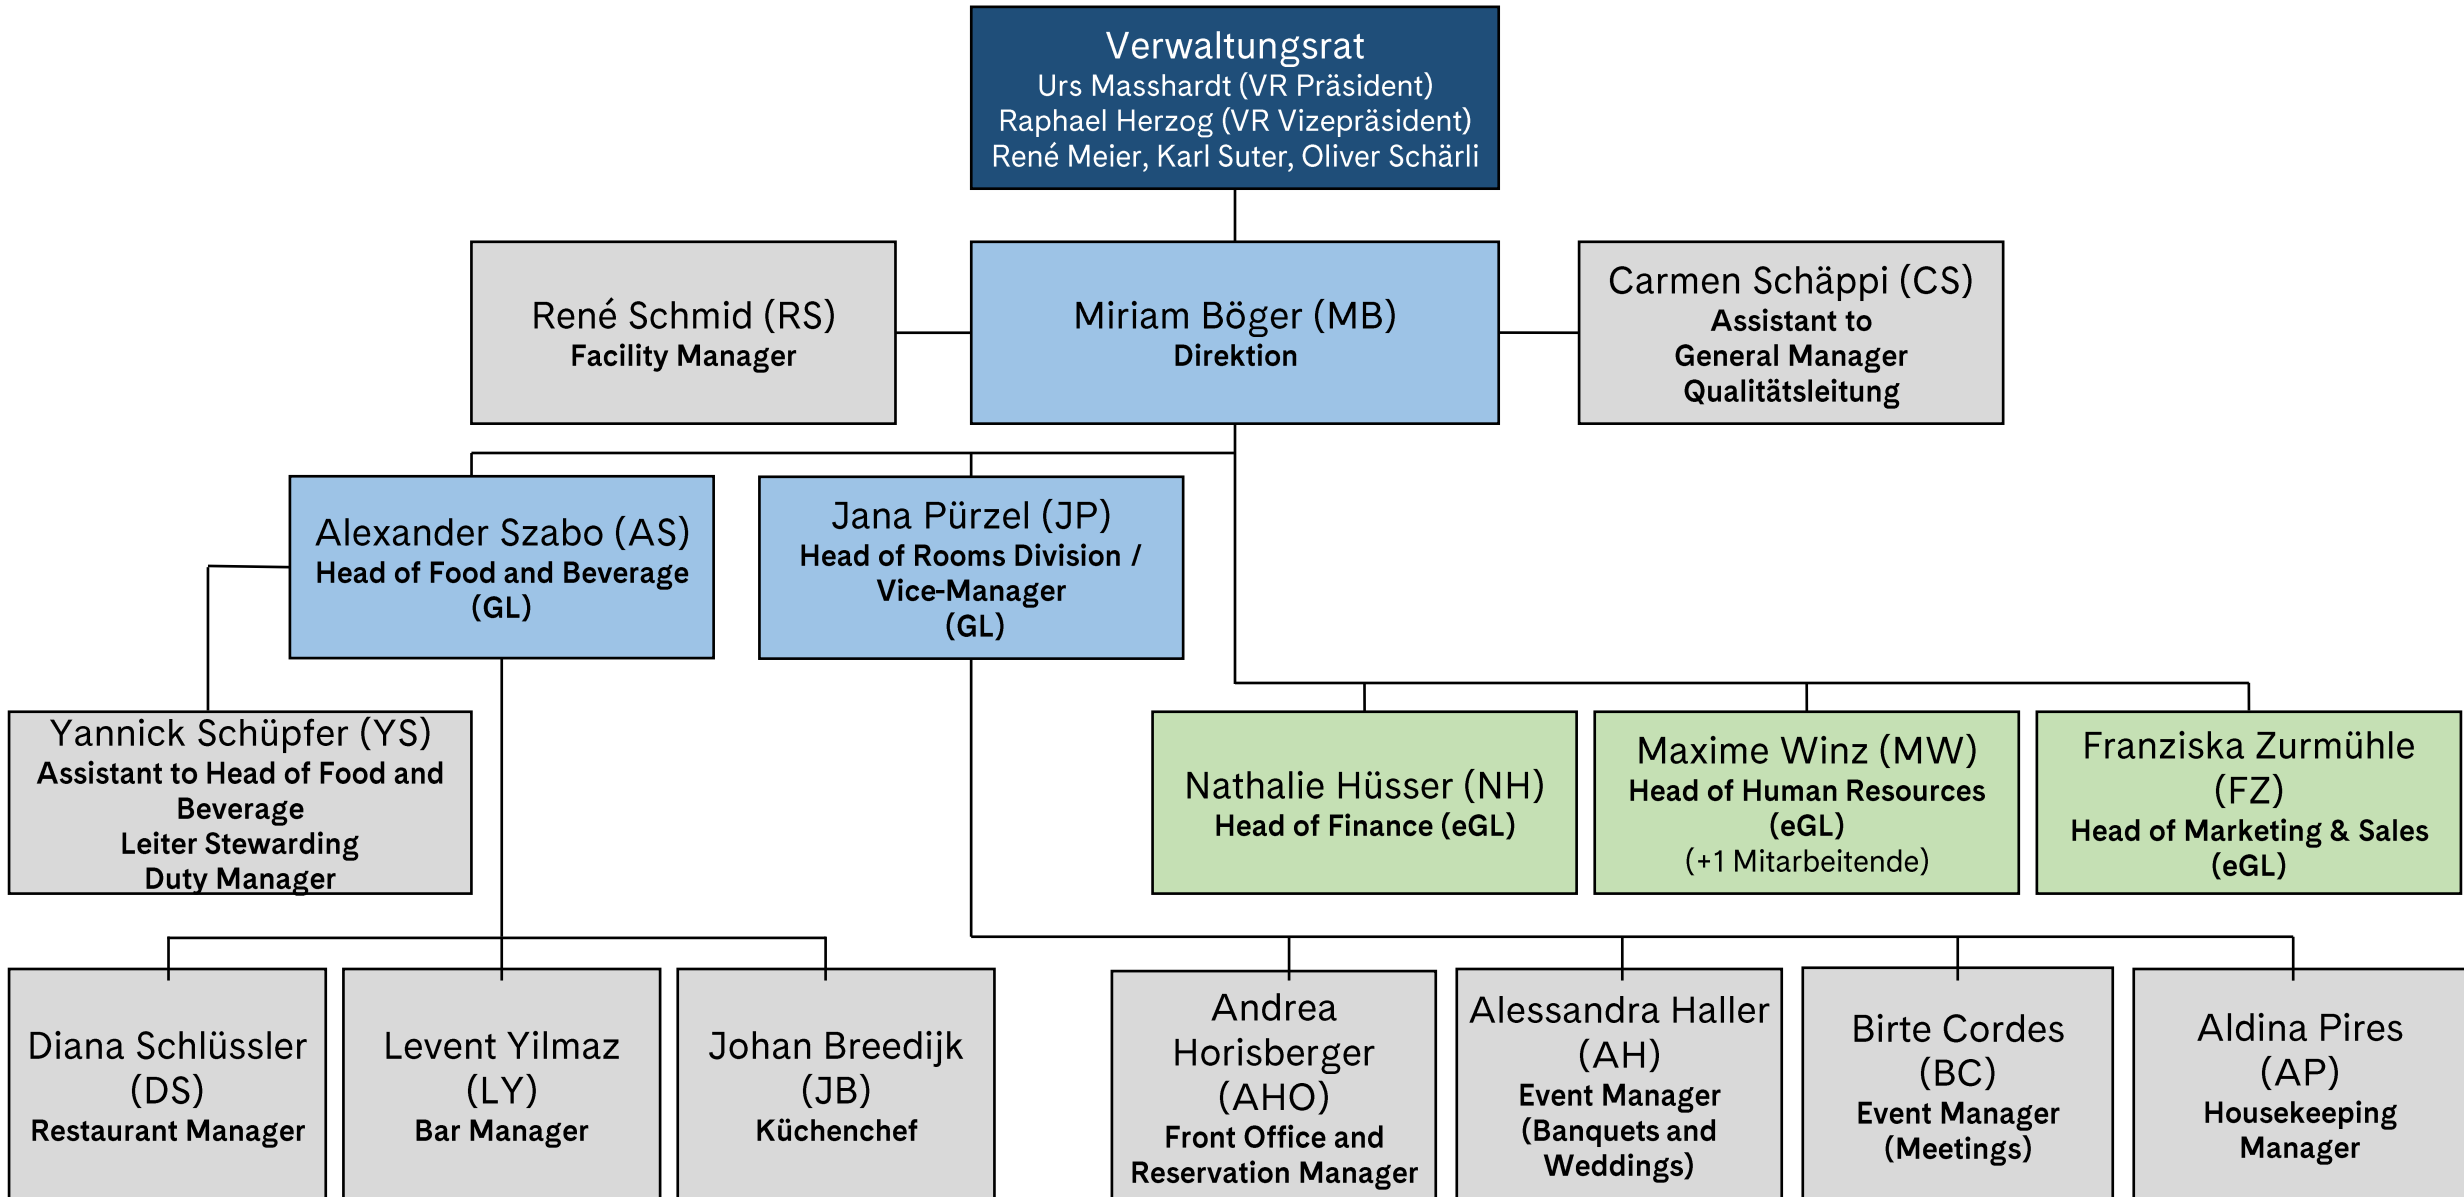 Verwaltungsrat
Urs Masshardt (VR Präsident)
Raphael Herzog (VR Vizepräsident)
René Meier, Karl Suter, Oliver Schärli
René Schmid (RS)
Facility Manager
Miriam Böger (MB)
Direktion
Carmen Schäppi (CS)
Assistant to
General Manager
Qualitätsleitung
Alexander Szabo (AS)
Head of Food and Beverage
(GL)
Jana Pürzel (JP)
Head of Rooms Division /
Vice-Manager
(GL)
Yannick Schüpfer (YS)
Assistant to Head of Food and
Beverage
Leiter Stewarding
Duty Manager
Nathalie Hüsser (NH)
Head of Finance (eGL)
Maxime Winz (MW)
Head of Human Resources
(eGL)
(+1 Mitarbeitende)
Franziska Zurmühle
(FZ)
Head of Marketing & Sales
(eGL)
Diana Schlüssler
(DS)
Restaurant Manager
Levent Yilmaz
(LY)
Bar Manager
Johan Breedijk
(JB)
Küchenchef
Andrea
Horisberger
(AHO)
Front Office and
Reservation Manager
Alessandra Haller
(AH)
Event Manager
(Banquets and
Weddings)
Birte Cordes
(BC)
Event Manager
(Meetings)
Aldina Pires
(AP)
Housekeeping
Manager